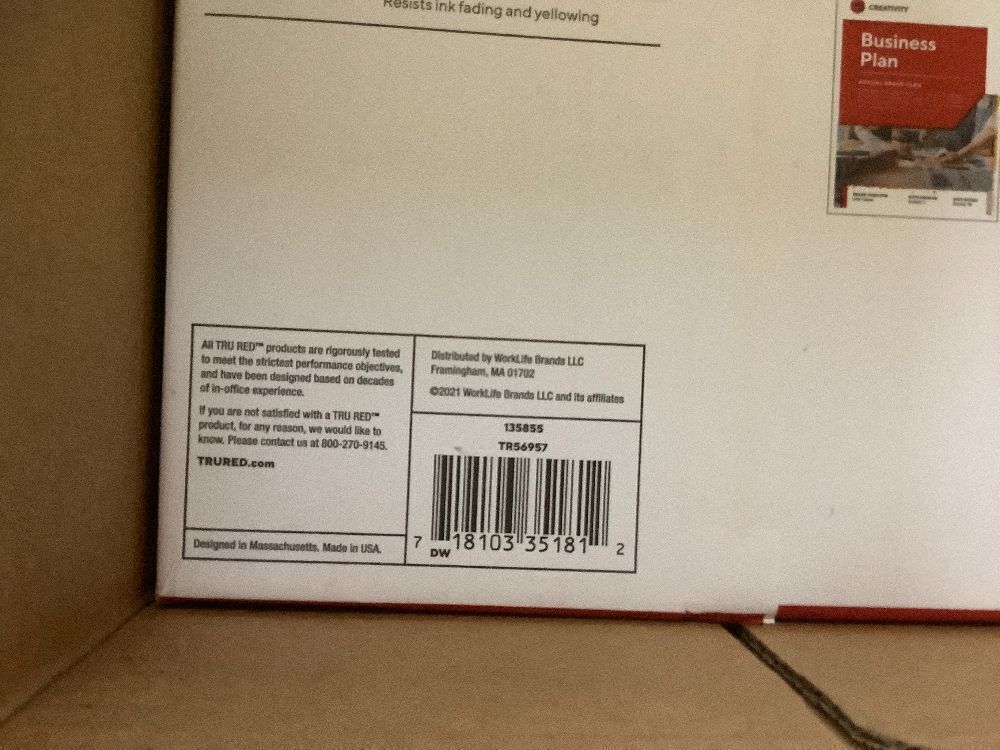 Resists ink fading and yellowing
CREATIVITY
Business
Plan
All TRU RED™ products are rigorously tested
to meet the strictest performance objectives,
and have been designed based on decades
of in-office experience.
If you are not satisfied with a TRU RED™
product, for any reason, we would like to
know. Please contact us at 800-270-9145.
TRURED.com
Designed in Massachusetts. Made in USA.
Distributed by WorkLife Brands LLC
Framingham, MA 01702
©2021 WorkLife Brands LLC and its affiliates
135855
TR56957
7 18103 35181 2
DW